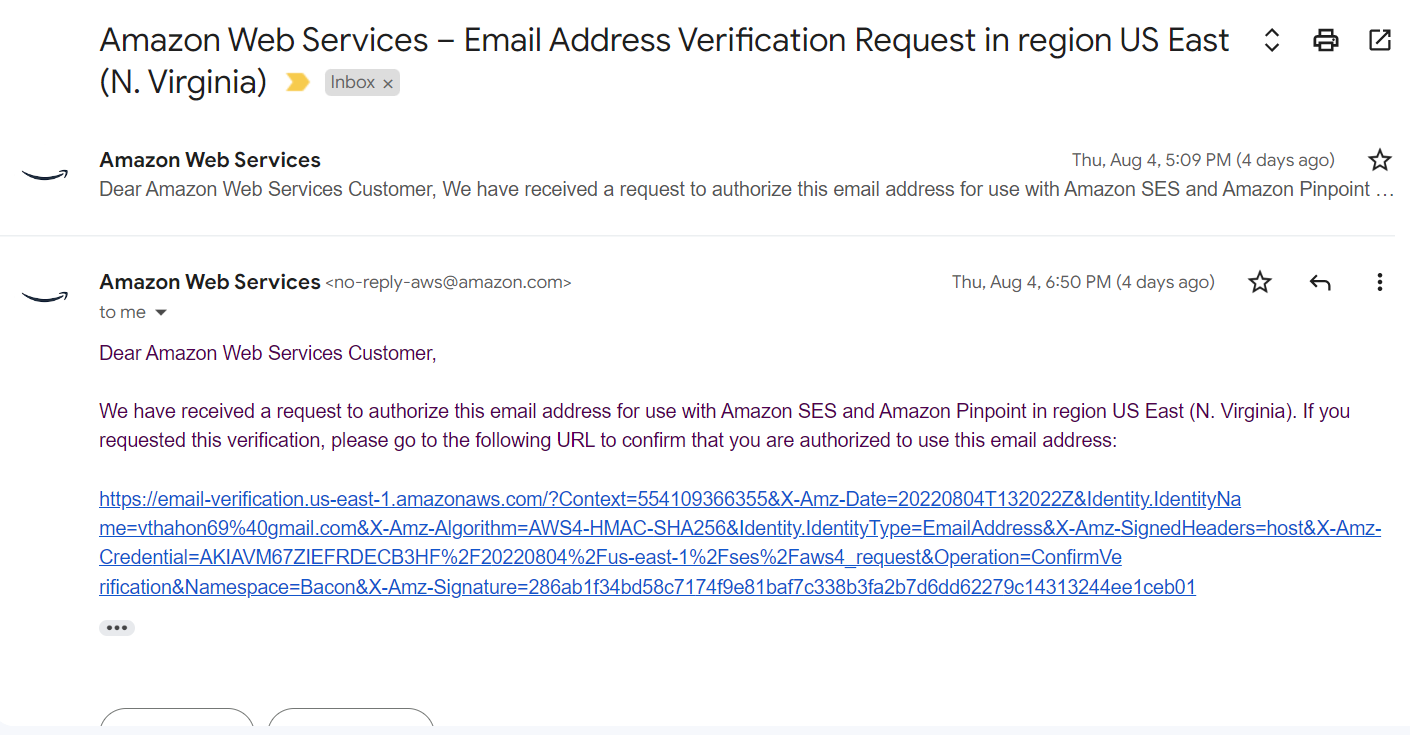 Amazon Web Services – Email Address Verification Request in region US East
(N. Virginia) Inbox ×
Amazon Web Services Thu, Aug 4, 5:09 PM (4 days ago)
Dear Amazon Web Services Customer, We have received a request to authorize this email address for use with Amazon SES and Amazon Pinpoint …
Amazon Web Services <no-reply-aws@amazon.com> Thu, Aug 4, 6:50 PM (4 days ago)
to me
Dear Amazon Web Services Customer,
We have received a request to authorize this email address for use with Amazon SES and Amazon Pinpoint in region US East (N. Virginia). If you
requested this verification, please go to the following URL to confirm that you are authorized to use this email address:
https://email-verification.us-east-1.amazonaws.com/?Context=554109366355&X-Amz-Date=20220804T132022Z&Identity.IdentityNa
me=vthahon69%40gmail.com&X-Amz-Algorithm=AWS4-HMAC-SHA256&Identity.IdentityType=EmailAddress&X-Amz-SignedHeaders=host&X-Amz-
Credential=AKIAVM67ZIEFRDECB3HF%2F20220804%2Fus-east-1%2Fses%2Faws4_request&Operation=ConfirmVe
rification&Namespace=Bacon&X-Amz-Signature=286ab1f34bd58c7174f9e81baf7c338b3fa2b7d6dd62279c14313244ee1ceb01